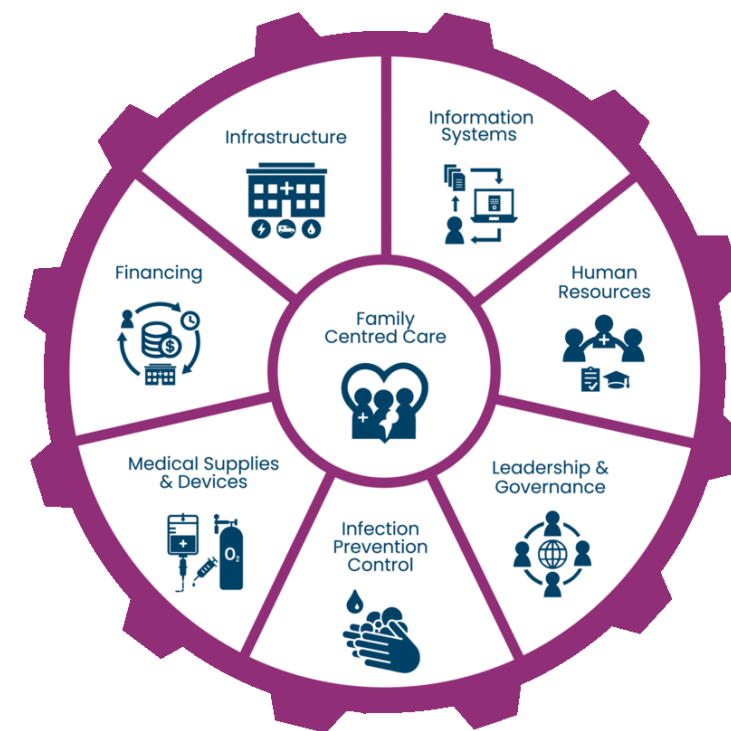 Infrastructure
Information
Systems
Human
Resources
Leadership &
Governance
Infection
Prevention
Control
Medical Supplies
& Devices
Financing
Family
Centred Care
$
O₂